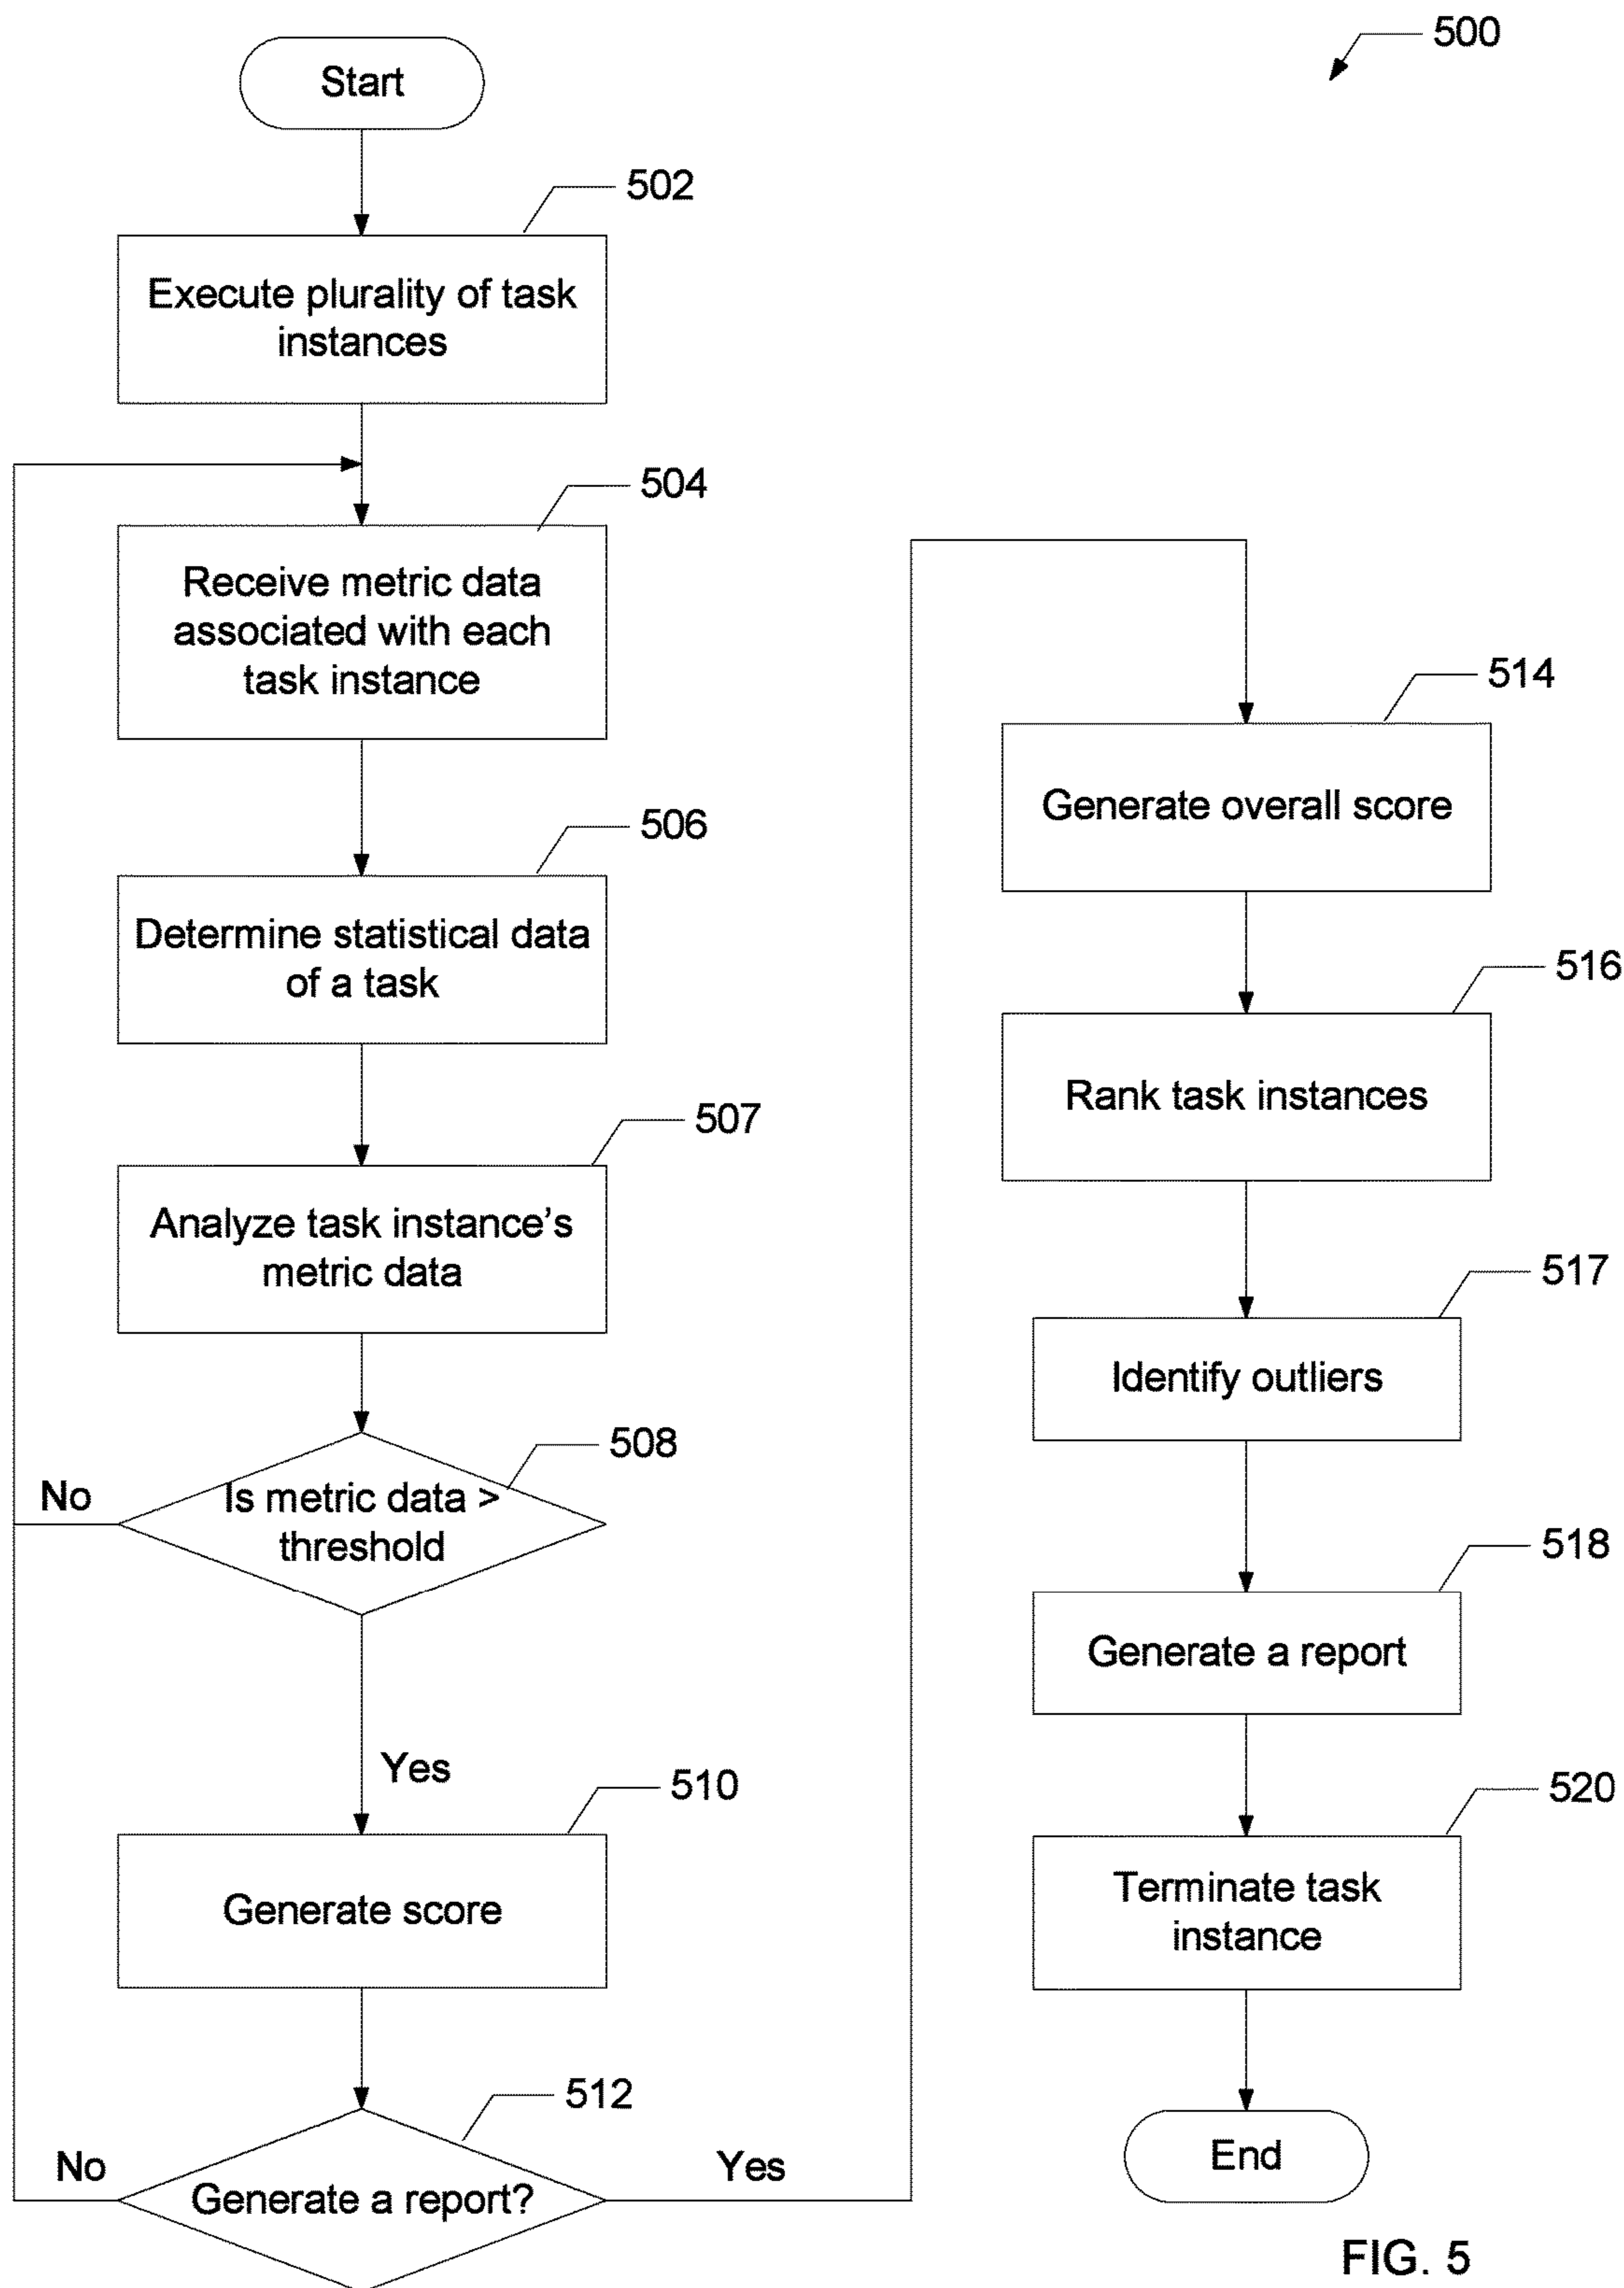 500
Start
502
Execute plurality of task
instances
504
Receive metric data
associated with each
task instance
506
Determine statistical data
of a task
507
Analyze task instance's
metric data
508
No
Is metric data >
threshold
Yes
510
Generate score
512
No
Generate a report?
Yes
514
Generate overall score
516
Rank task instances
517
Identify outliers
518
Generate a report
520
Terminate task
instance
End
FIG. 5